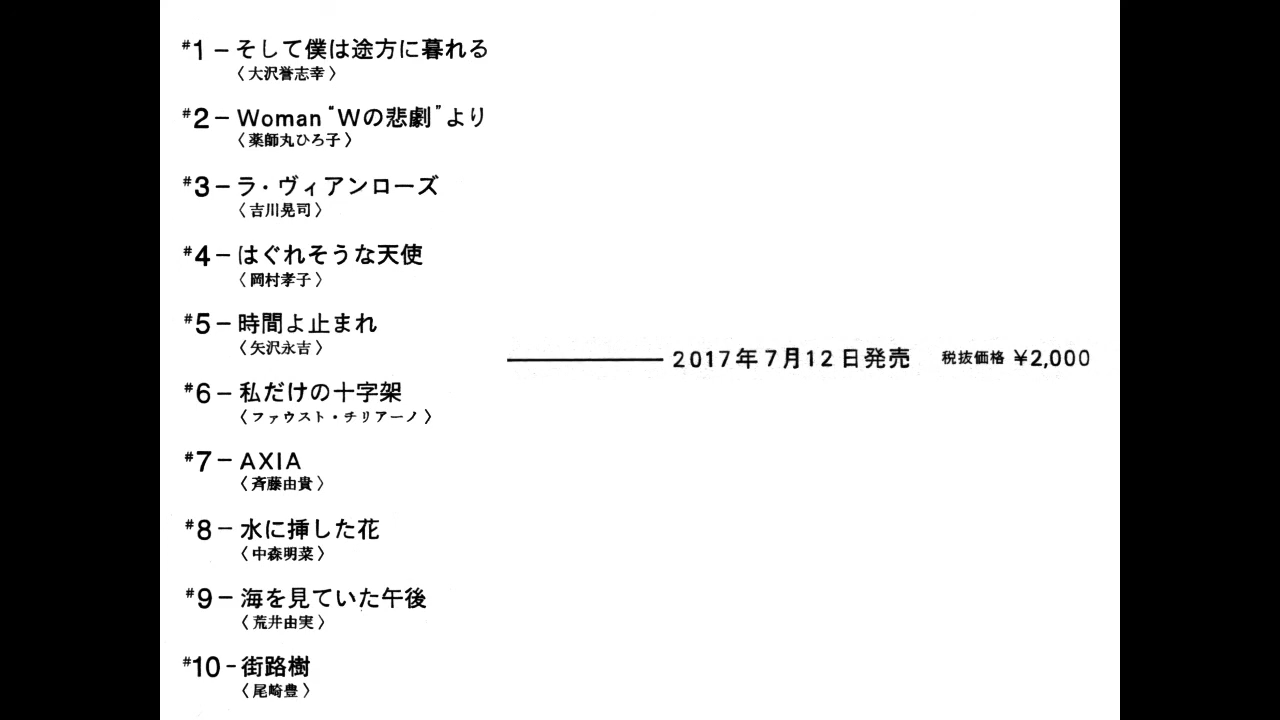 #1 – そして僕は途方に暮れる
〈大沢誉志幸〉
#2 – Woman “Wの悲劇”より
〈薬師丸ひろ子〉
#3 – ラ・ヴィアンローズ
〈吉川晃司〉
#4 – はぐれそうな天使
〈岡村孝子〉
#5 – 時間よ止まれ
〈矢沢永吉〉
2017年7月12日発売 税抜価格 ¥2,000
#6 – 私だけの十字架
〈ファウスト・チリアーノ〉
#7 – AXIA
〈斉藤由貴〉
#8 – 水に挿した花
〈中森明菜〉
#9 – 海を見ていた午後
〈荒井由実〉
#10 – 街路樹
〈尾崎豊〉